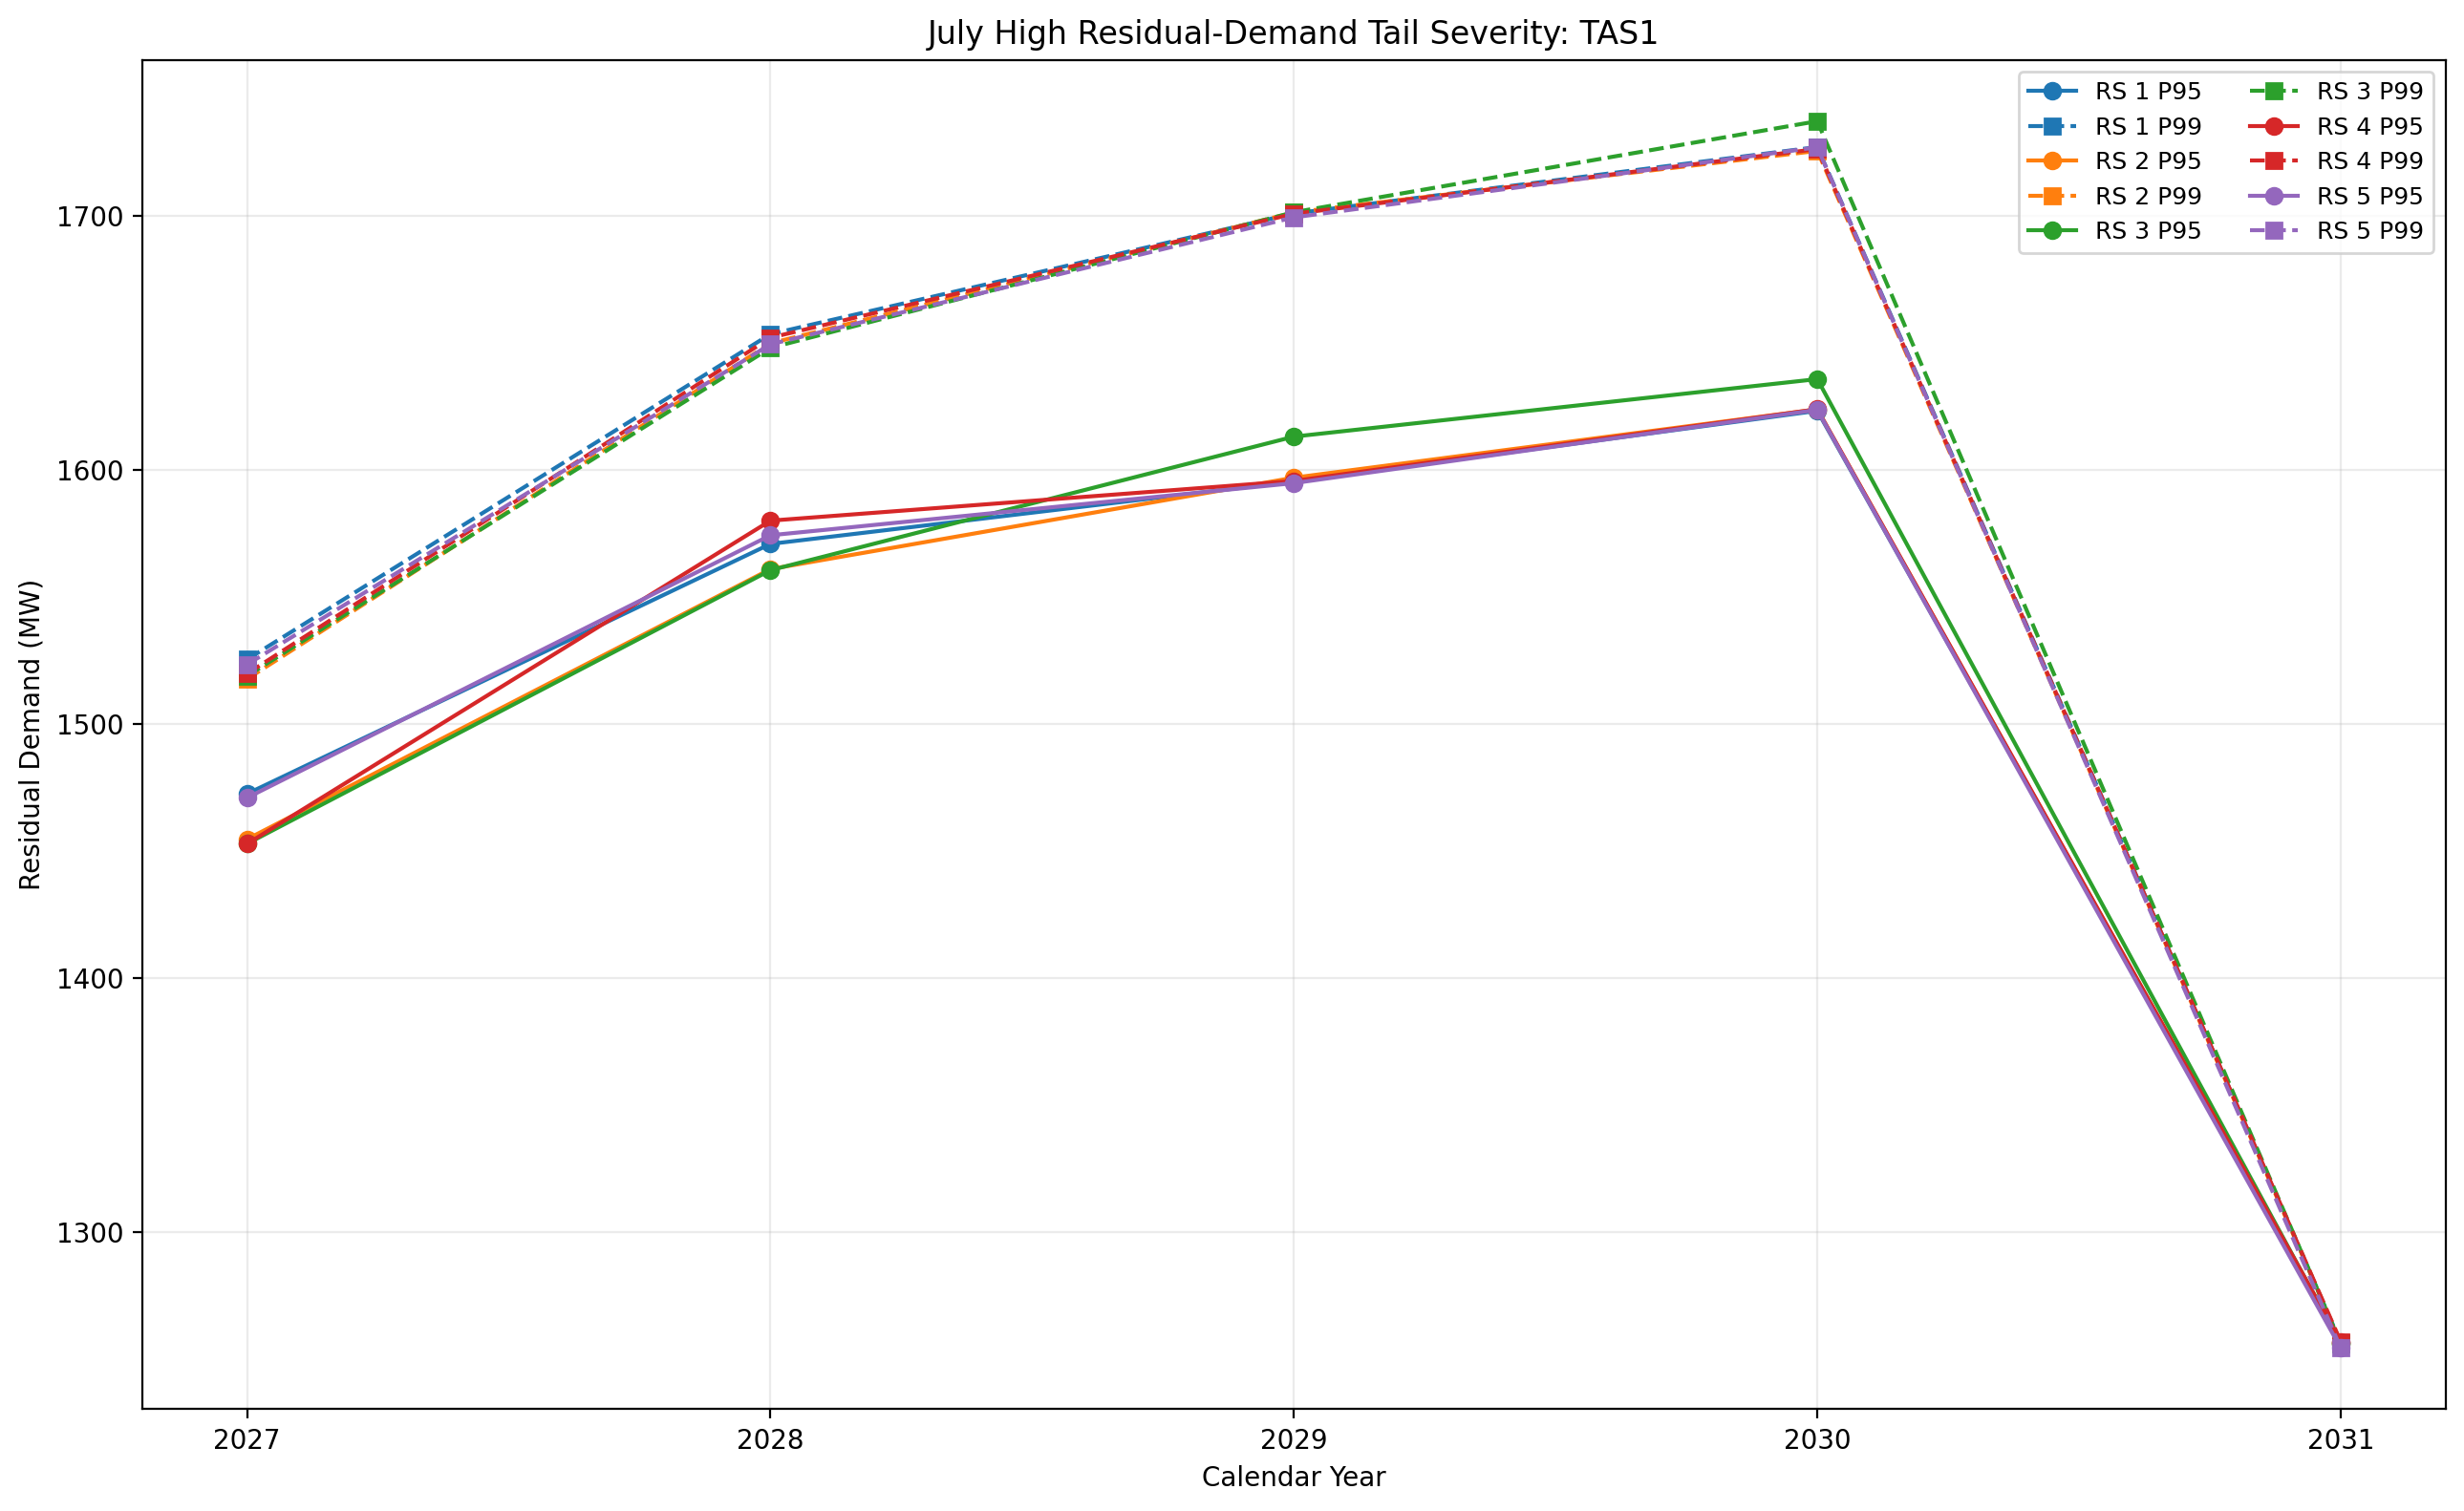 July High Residual-Demand Tail Severity: TAS1
RS 1 P95
RS 1 P99
RS 2 P95
RS 2 P99
RS 3 P95
RS 3 P99
RS 4 P95
RS 4 P99
RS 5 P95
RS 5 P99
Residual Demand (MW)
1700
1600
1500
1400
1300
2027
2028
2029
2030
2031
Calendar Year